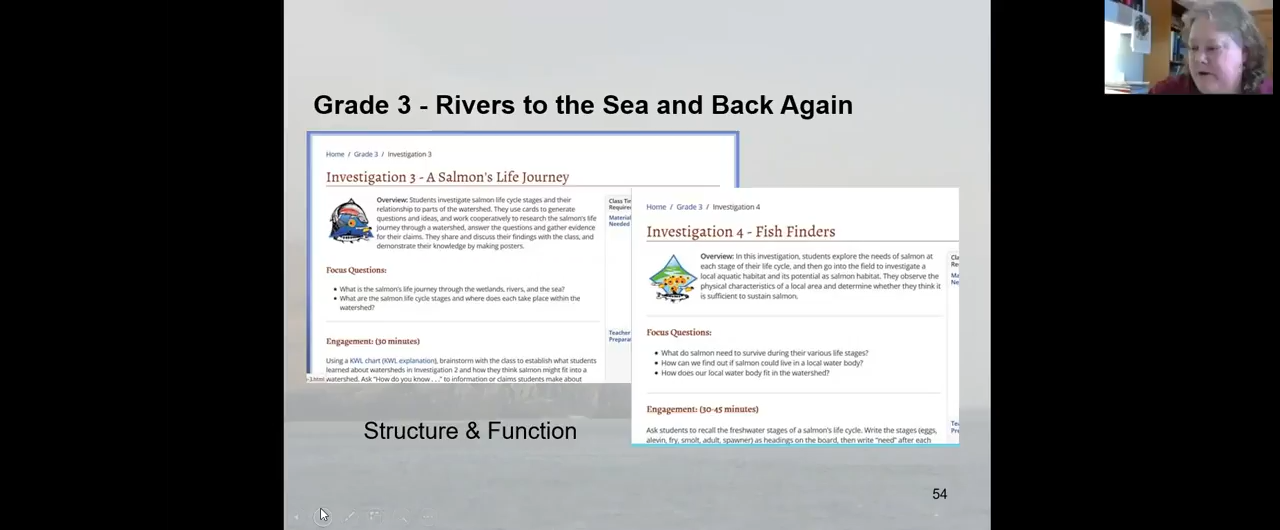 Grade 3 - Rivers to the Sea and Back Again
Home / Grade 3 / Investigation 3
Investigation 3 - A Salmon's Life Journey
Overview: Students investigate salmon life cycle stages and their
relationship to parts of the watershed. They use cards to generate
questions and ideas, and work cooperatively to research the salmon's life
journey through a watershed, answer the questions and gather evidence
for their claims. They share and discuss their findings with the class, and
demonstrate their knowledge by making posters.
Class Tim
Require
Material
Needed
Focus Questions:
• What is the salmon's life journey through the wetlands, rivers, and the sea?
• What are the salmon life cycle stages and where does each take place within the
watershed?
Teacher
Prepara
Engagement: (30 minutes)
Using a KWL chart (KWL explanation), brainstorm with the class to establish what students
learned about watersheds in Investigation 2 and how they think salmon might fit into a
watershed. Ask "How do you know . . ." to information or claims students make about
Home / Grade 3 / Investigation 4
Investigation 4 - Fish Finders
Overview: In this investigation, students explore the needs of salmon at
each stage of their life cycle, and then go into the field to investigate a
local aquatic habitat and its potential as salmon habitat. They observe the
physical characteristics of a local area and determine whether they think it
is sufficient to sustain salmon.
Cla
Re
Ma
Ne
Focus Questions:
• What do salmon need to survive during their various life stages?
• How can we find out if salmon could live in a local water body?
• How does our local water body fit in the watershed?
Engagement: (30-45 minutes)
Ask students to recall the freshwater stages of a salmon's life cycle. Write the stages (eggs,
alevin, fry, smolt, adult, spawner) as headings on the board, then write "need" after each
Te
Pre
Structure & Function
54